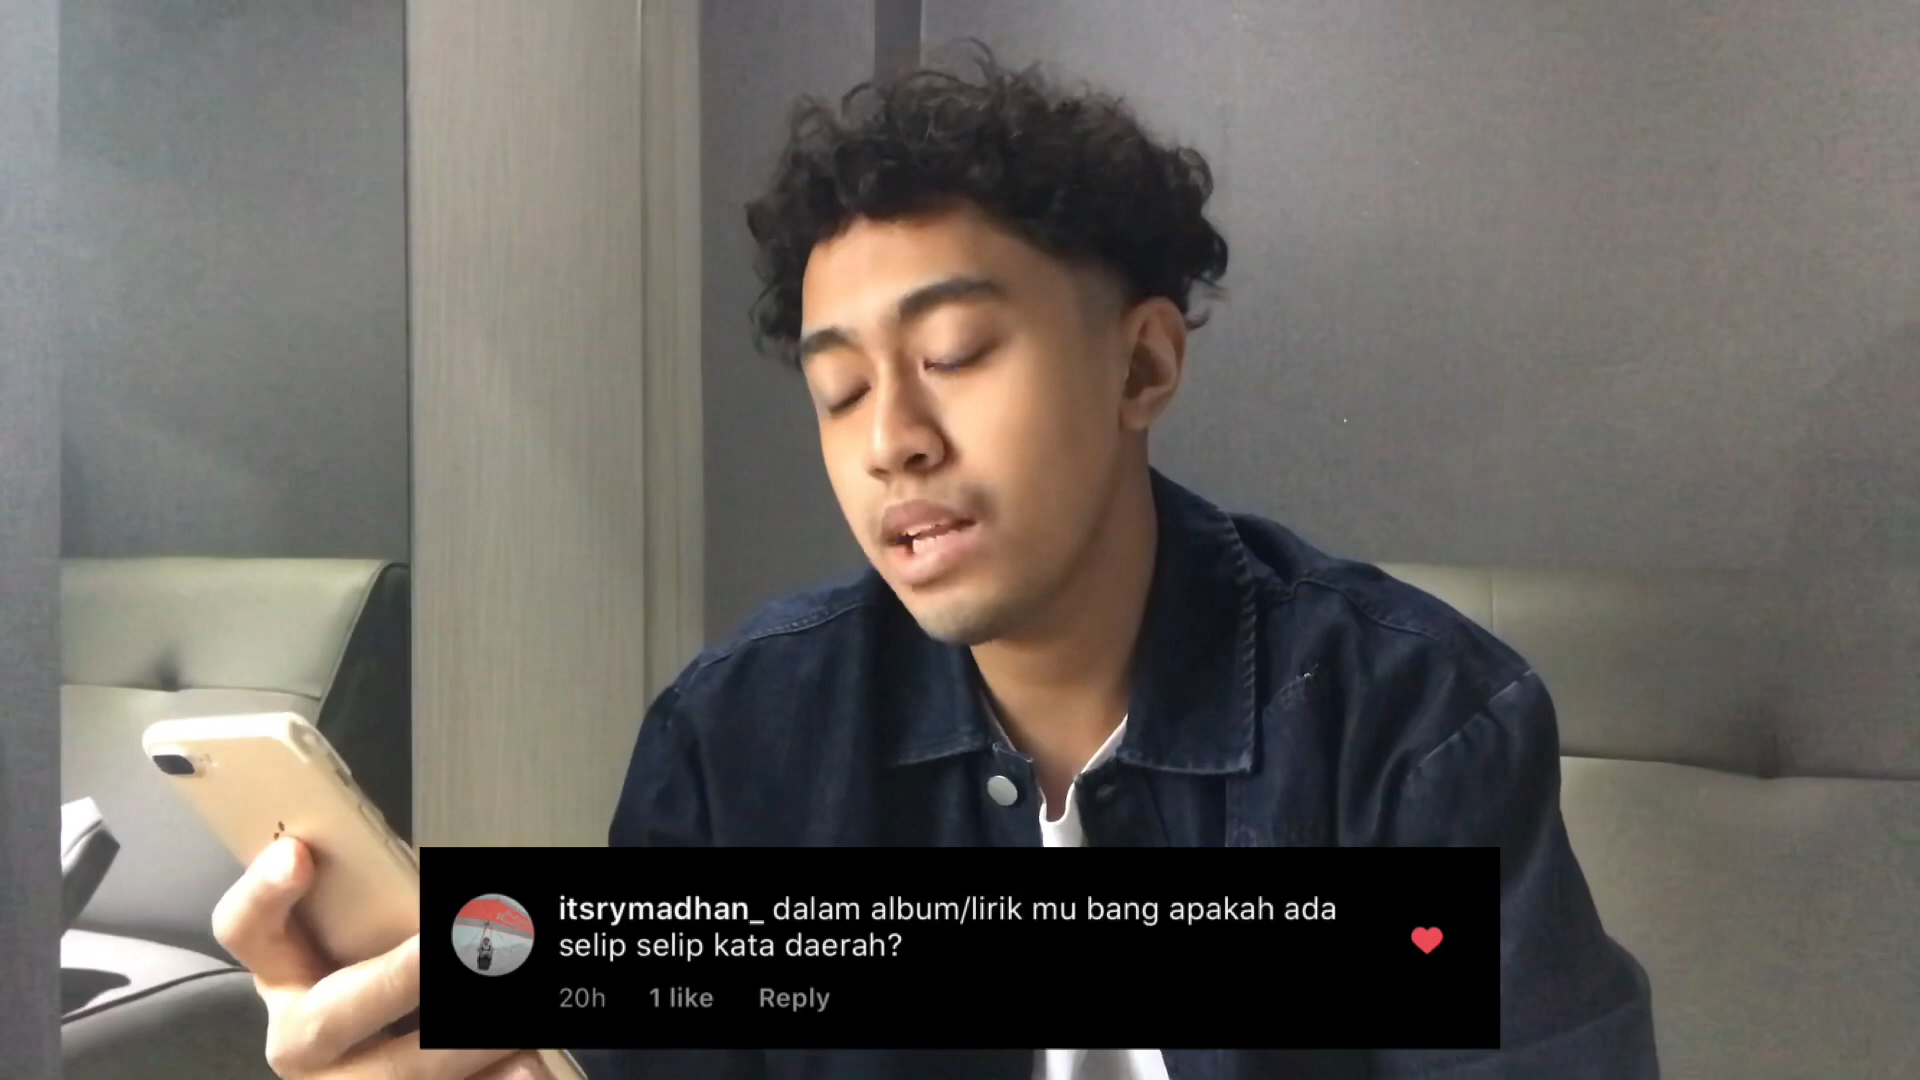 itsrymadhan_ dalam album/lirik mu bang apakah ada
selip selip kata daerah?
20h 1 like Reply